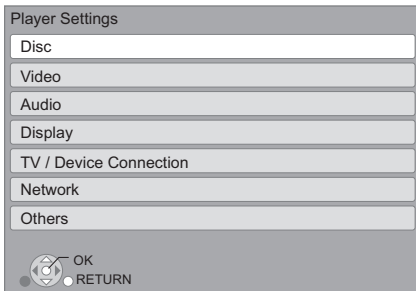 Player Settings
Disc
Video
Audio
Display
TV / Device Connection
Network
Others
OK
RETURN